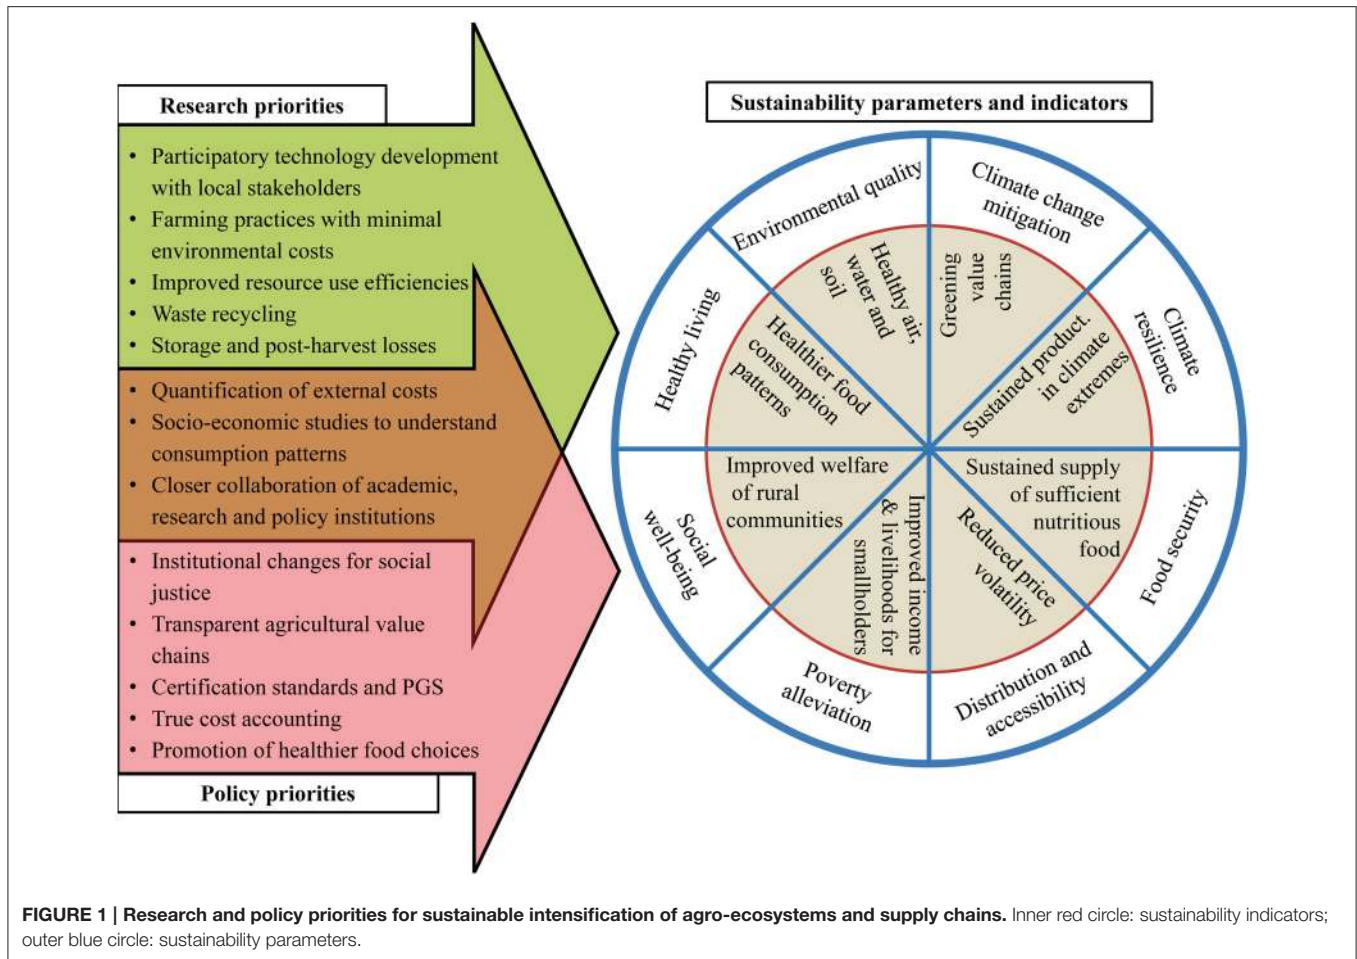 Research priorities
• Participatory technology development
with local stakeholders
• Farming practices with minimal
environmental costs
• Improved resource use efficiencies
• Waste recycling
• Storage and post-harvest losses
• Quantification of external costs
• Socio-economic studies to understand
consumption patterns
• Closer collaboration of academic,
research and policy institutions
• Institutional changes for social
justice
• Transparent agricultural value
chains
• Certification standards and PGS
• True cost accounting
• Promotion of healthier food choices
Policy priorities
Sustainability parameters and indicators
Environmental quality
Healthy air,
water and
soil
Climate change
mitigation
Greening
value
chains
Climate
resilience
Sustained product.
in climate
extremes
Food security
Sustained supply
of sufficient
nutritious
food
Distribution and
accessibility
Reduced price
volatility
Poverty
alleviation
Improved income
& livelihoods for
smallholders
Social
well-being
Improved welfare
of rural
communities
Healthy living
Healthier food
consumption
patterns
FIGURE 1 | Research and policy priorities for sustainable intensification of agro-ecosystems and supply chains. Inner red circle: sustainability indicators;
outer blue circle: sustainability parameters.